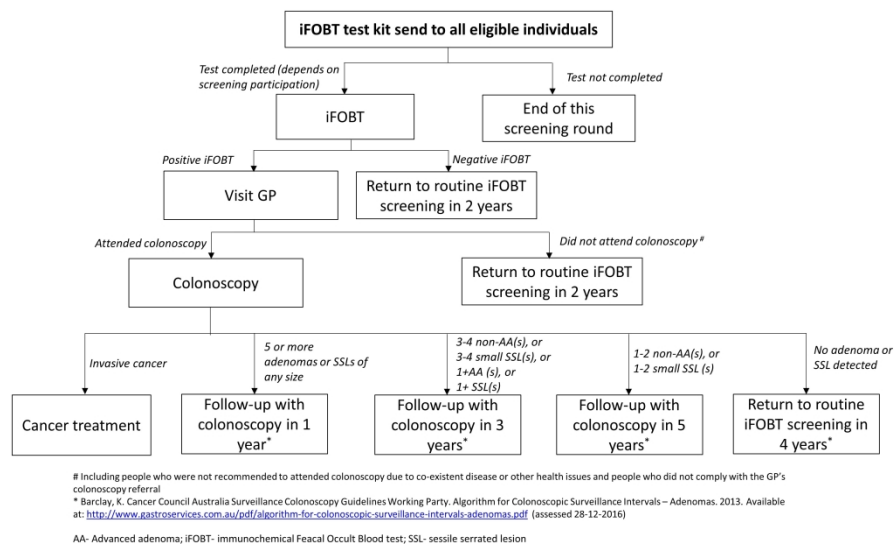 iFOBT test kit send to all eligible individuals
Test completed (depends on
screening participation)
Test not completed
iFOBT
End of this
screening round
Positive iFOBT
Negative iFOBT
Visit GP
Return to routine iFOBT
screening in 2 years
Attended colonoscopy
Did not attend colonoscopy #
Colonoscopy
Return to routine iFOBT
screening in 2 years
Invasive cancer
5 or more
adenomas or SSLs of
any size
3-4 non-AA(s), or
3-4 small SSL(s), or
1+AA (s), or
1+ SSL(s)
1-2 non-AA(s), or
1-2 small SSL (s)
No adenoma or
SSL detected
Cancer treatment
Follow-up with
colonoscopy in 1
year*
Follow-up with
colonoscopy in 3
years*
Follow-up with
colonoscopy in 5
years*
Return to routine
iFOBT screening in
4 years*
# Including people who were not recommended to attended colonoscopy due to co-existent disease or other health issues and people who did not comply with the GP's
colonoscopy referral
* Barclay, K. Cancer Council Australia Surveillance Colonoscopy Guidelines Working Party. Algorithm for Colonoscopic Surveillance Intervals – Adenomas. 2013. Available
at: http://www.gastroservices.com.au/pdf/algorithm-for-colonoscopic-surveillance-intervals-adenomas.pdf (assessed 28-12-2016)
AA- Advanced adenoma; iFOBT- immunochemical Feacal Occult Blood test; SSL- sessile serrated lesion